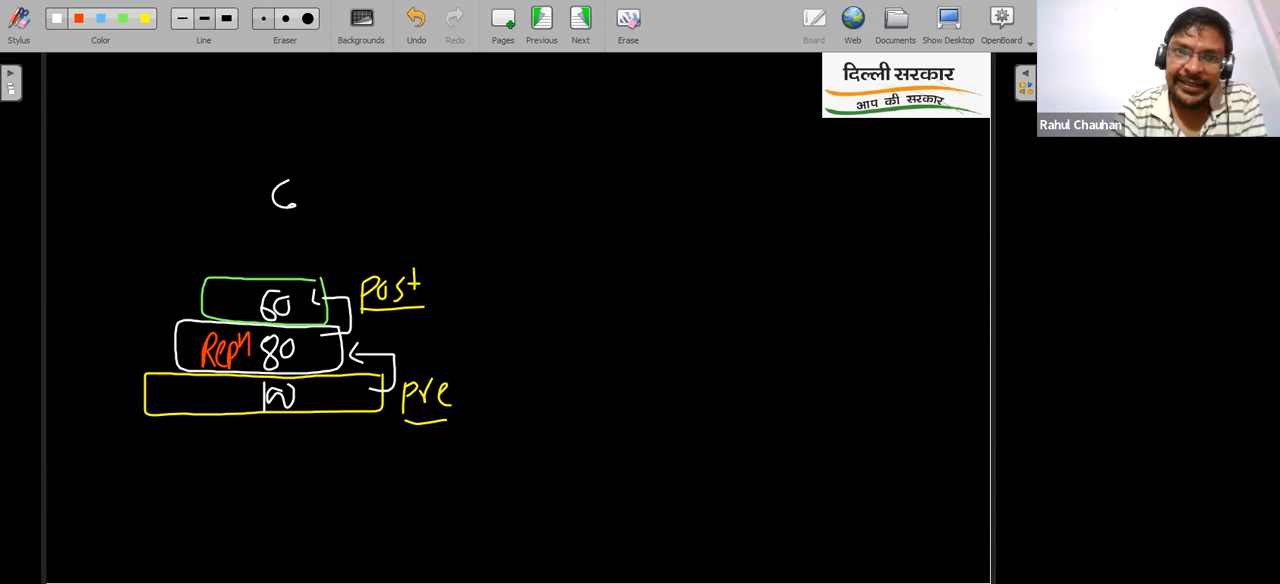 Stylus Color Line Eraser Backgrounds Undo Redo Pages Previous Next Erase Board Web Documents Show Desktop OpenBoard
दिल्ली सरकार
आप की सरकार
Rahul Chauhan
60
Post
Repn 80
100
Pre